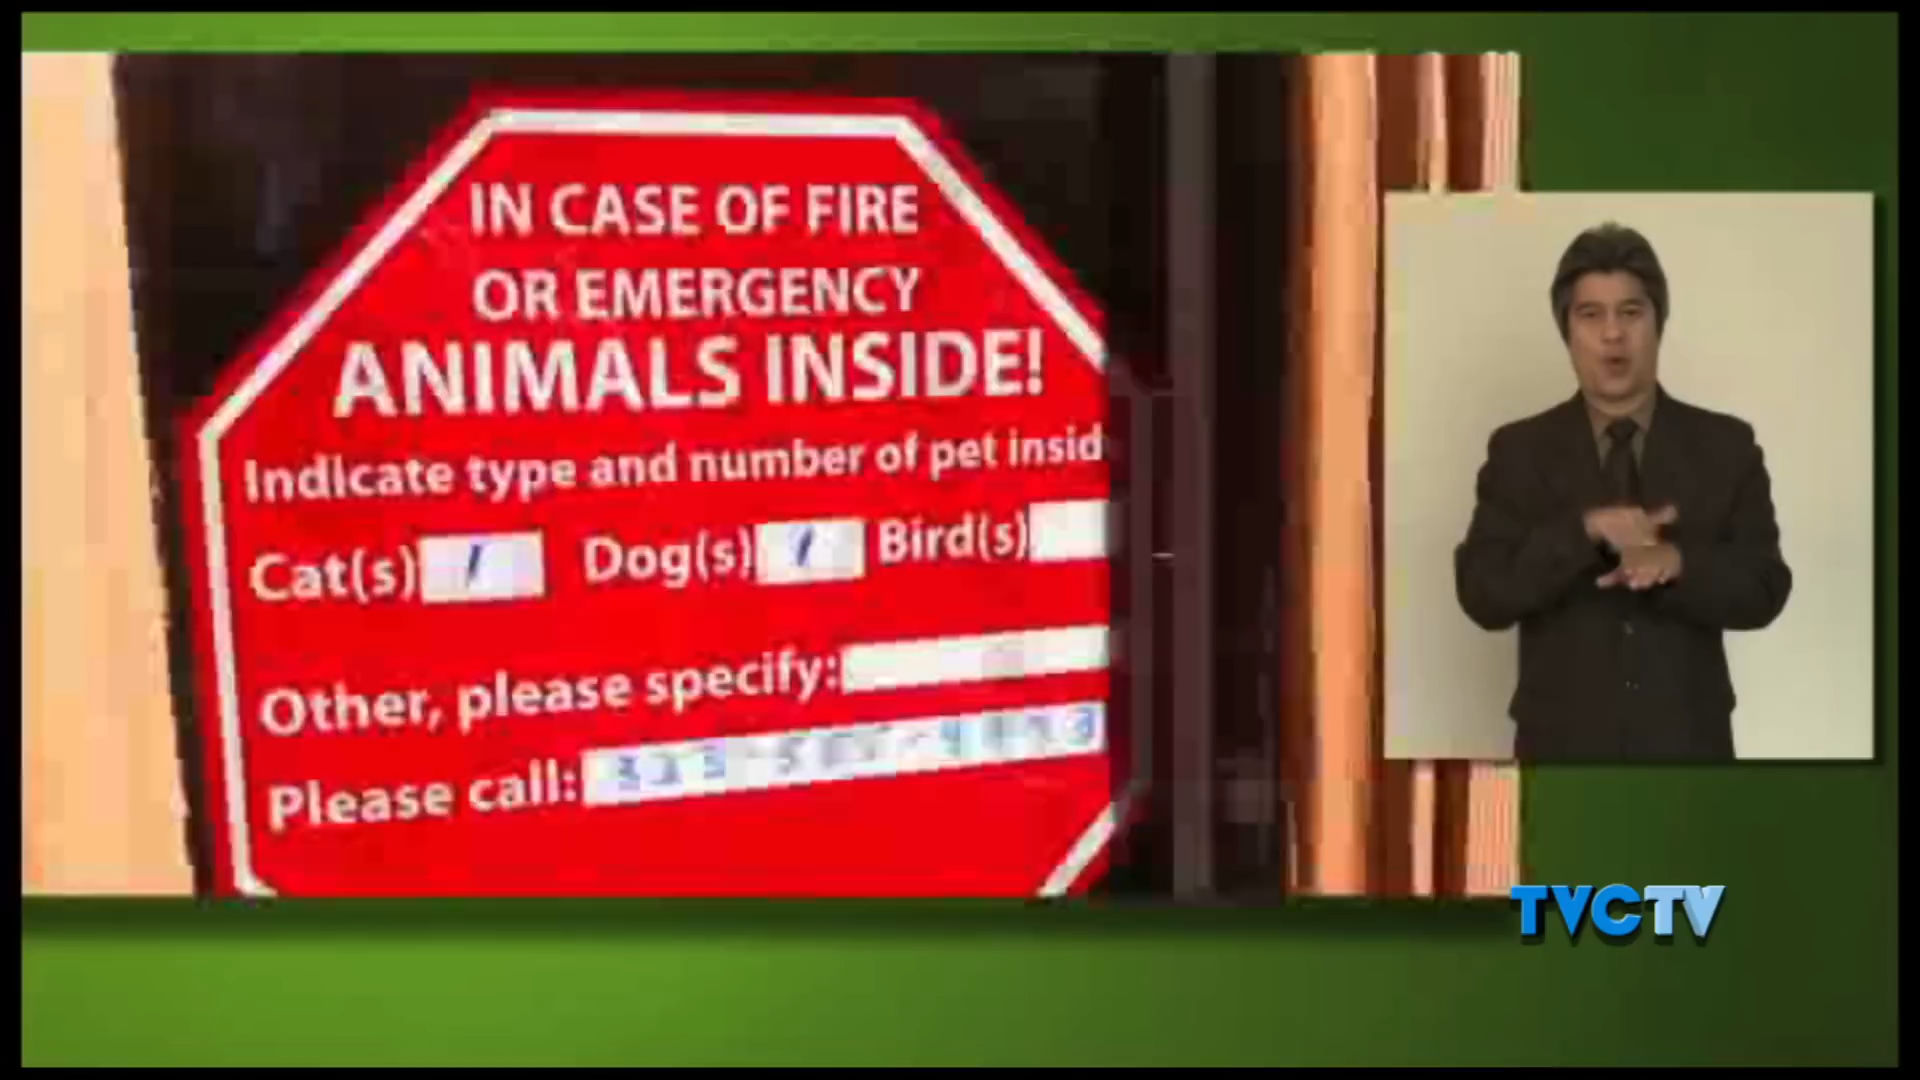 IN CASE OF FIRE
OR EMERGENCY
ANIMALS INSIDE!
Indicate type and number of pet insid
Cat(s) 1 Dog(s) 1 Bird(s)
Other, please specify:
Please call:
TVCTV